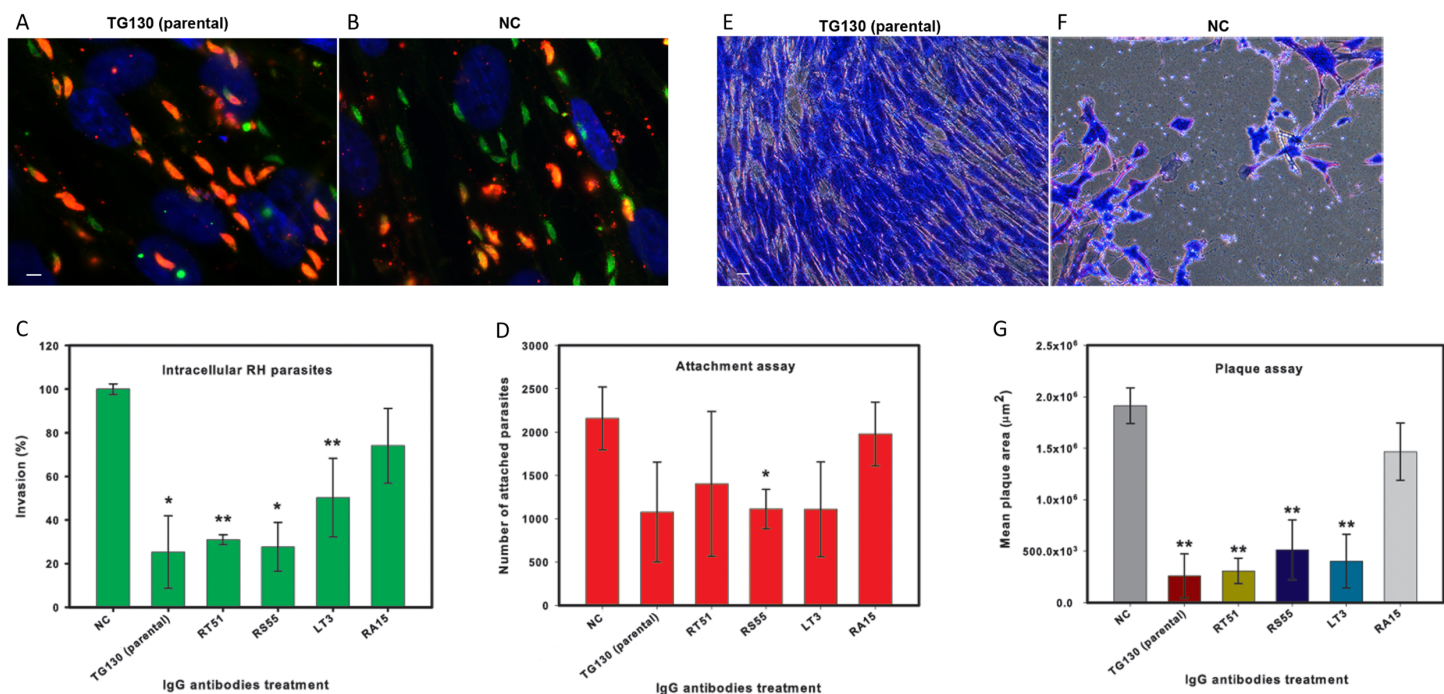 A
TG130 (parental)
B
NC
E
TG130 (parental)
F
NC
C
Intracellular RH parasites
Invasion (%)
120
100
80
60
40
20
0
*
**
*
**
NC
TG130 (parental)
RT51
RS55
LT3
RA15
IgG antibodies treatment
D
Attachment assay
Number of attached parasites
3000
2500
2000
1500
1000
500
0
*
NC
TG130 (parental)
RT51
RS55
LT3
RA15
IgG antibodies treatment
G
Plaque assay
Mean plaque area (μm²)
2.5x10⁶
2.0x10⁶
1.5x10⁶
1.0x10⁶
500.0x10³
0.0
**
**
**
**
NC
TG130 (parental)
RT51
RS55
LT3
RA15
IgG antibodies treatment